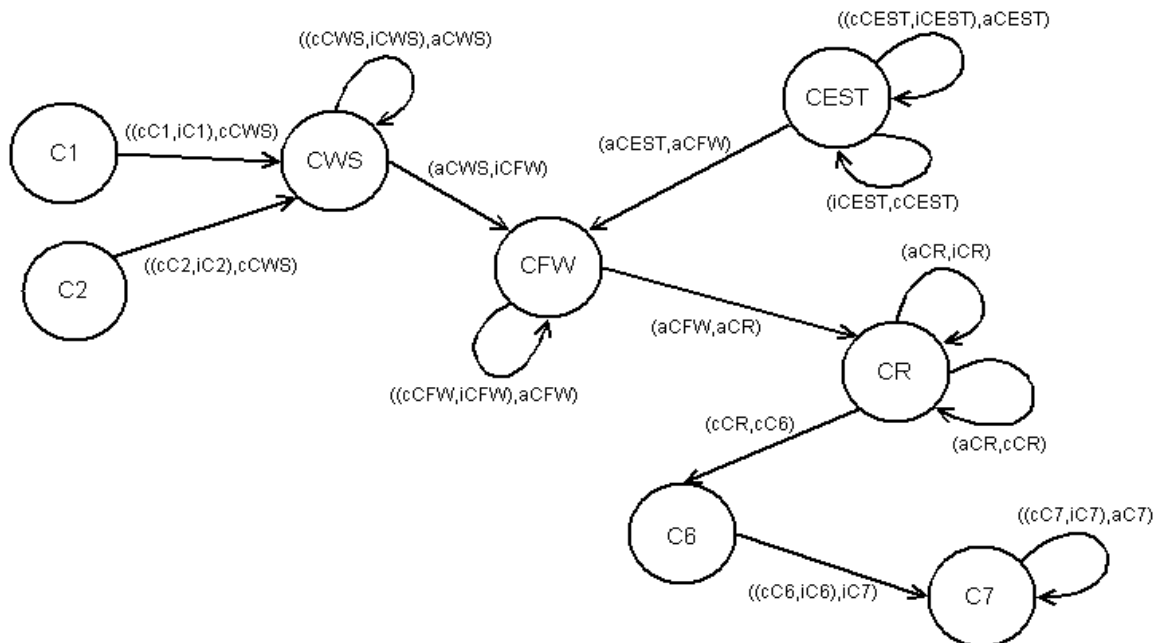 ((cCWS,iCWS),aCWS)
((cCEST,iCEST),aCEST)
CEST
C1
((cC1,iC1),cCWS)
CWS
(aCEST,aCFW)
(aCWS,iCFW)
(iCEST,cCEST)
C2
((cC2,iC2),cCWS)
CFW
(aCR,iCR)
(aCFW,aCR)
CR
((cCFW,iCFW),aCFW)
(cCR,cC6)
(aCR,cCR)
((cC7,iC7),aC7)
C6
((cC6,iC6),iC7)
C7